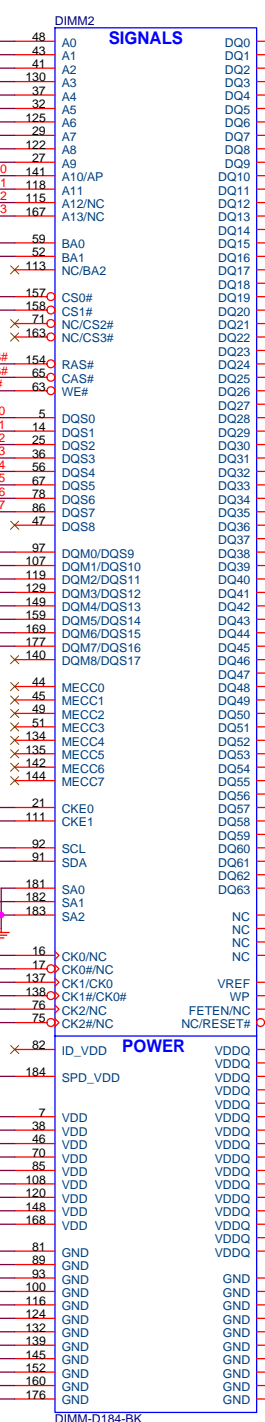 DIMM2
SIGNALS
48 A0 DQ0
43 A1 DQ1
41 A2 DQ2
130 A3 DQ3
37 A4 DQ4
32 A5 DQ5
125 A6 DQ6
29 A7 DQ7
122 A8 DQ8
27 A9 DQ9
0 141 A10/AP DQ10
1 118 A11 DQ11
2 115 A12/NC DQ12
3 167 A13/NC DQ13
DQ14
59 BA0 DQ15
52 BA1 DQ16
113 NC/BA2 DQ17
DQ18
157 CS0# DQ19
158 CS1# DQ20
71 NC/CS2# DQ21
163 NC/CS3# DQ22
DQ23
# 154 RAS# DQ24
# 65 CAS# DQ25
# 63 WE# DQ26
DQ27
0 5 DQS0 DQ28
1 14 DQS1 DQ29
2 25 DQS2 DQ30
3 36 DQS3 DQ31
4 56 DQS4 DQ32
5 67 DQS5 DQ33
6 78 DQS6 DQ34
7 86 DQS7 DQ35
47 DQS8 DQ36
DQ37
97 DQM0/DQS9 DQ38
107 DQM1/DQS10 DQ39
119 DQM2/DQS11 DQ40
129 DQM3/DQS12 DQ41
149 DQM4/DQS13 DQ42
159 DQM5/DQS14 DQ43
169 DQM6/DQS15 DQ44
177 DQM7/DQS16 DQ45
140 DQM8/DQS17 DQ46
DQ47
44 MECC0 DQ48
45 MECC1 DQ49
49 MECC2 DQ50
51 MECC3 DQ51
134 MECC4 DQ52
135 MECC5 DQ53
142 MECC6 DQ54
144 MECC7 DQ55
DQ56
21 CKE0 DQ57
111 CKE1 DQ58
DQ59
92 SCL DQ60
91 SDA DQ61
DQ62
181 SA0 DQ63
182 SA1
183 SA2 NC
NC
NC
16 CK0/NC NC
17 CK0#/NC
137 CK1/CK0 VREF
138 CK1#/CK0# WP
76 CK2/NC FETEN/NC
75 CK2#/NC NC/RESET#
POWER
82 ID_VDD VDDQ
VDDQ
184 SPD_VDD VDDQ
VDDQ
VDDQ
7 VDD VDDQ
38 VDD VDDQ
46 VDD VDDQ
70 VDD VDDQ
85 VDD VDDQ
108 VDD VDDQ
120 VDD VDDQ
148 VDD VDDQ
168 VDD VDDQ
VDDQ
81 GND VDDQ
89 GND
93 GND GND
100 GND GND
116 GND GND
124 GND GND
132 GND GND
139 GND GND
145 GND GND
152 GND GND
160 GND GND
176 GND GND
DIMM-D184-BK